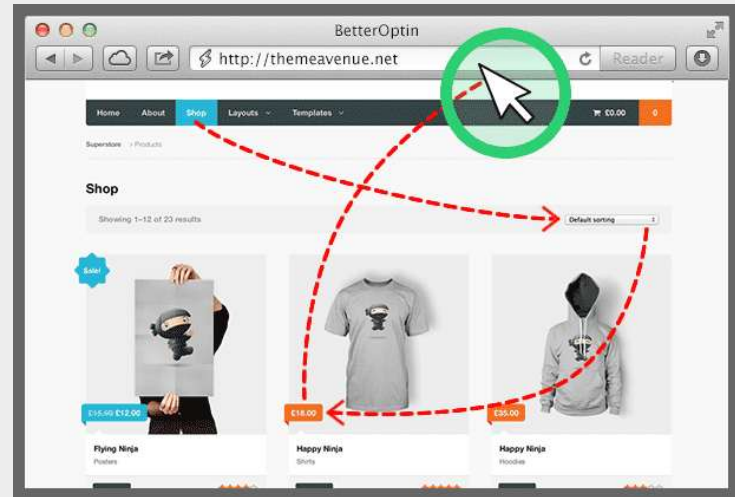 BetterOptin
http://themeavenue.net
Reader
Home About Shop Layouts Templates £0.00 0
Superstore > Products
Shop
Showing 1–12 of 23 results
Default sorting
Sale!
£15.00 £12.00 £18.00 £35.00
Flying Ninja Happy Ninja Happy Ninja
Posters Shirts Hoodies